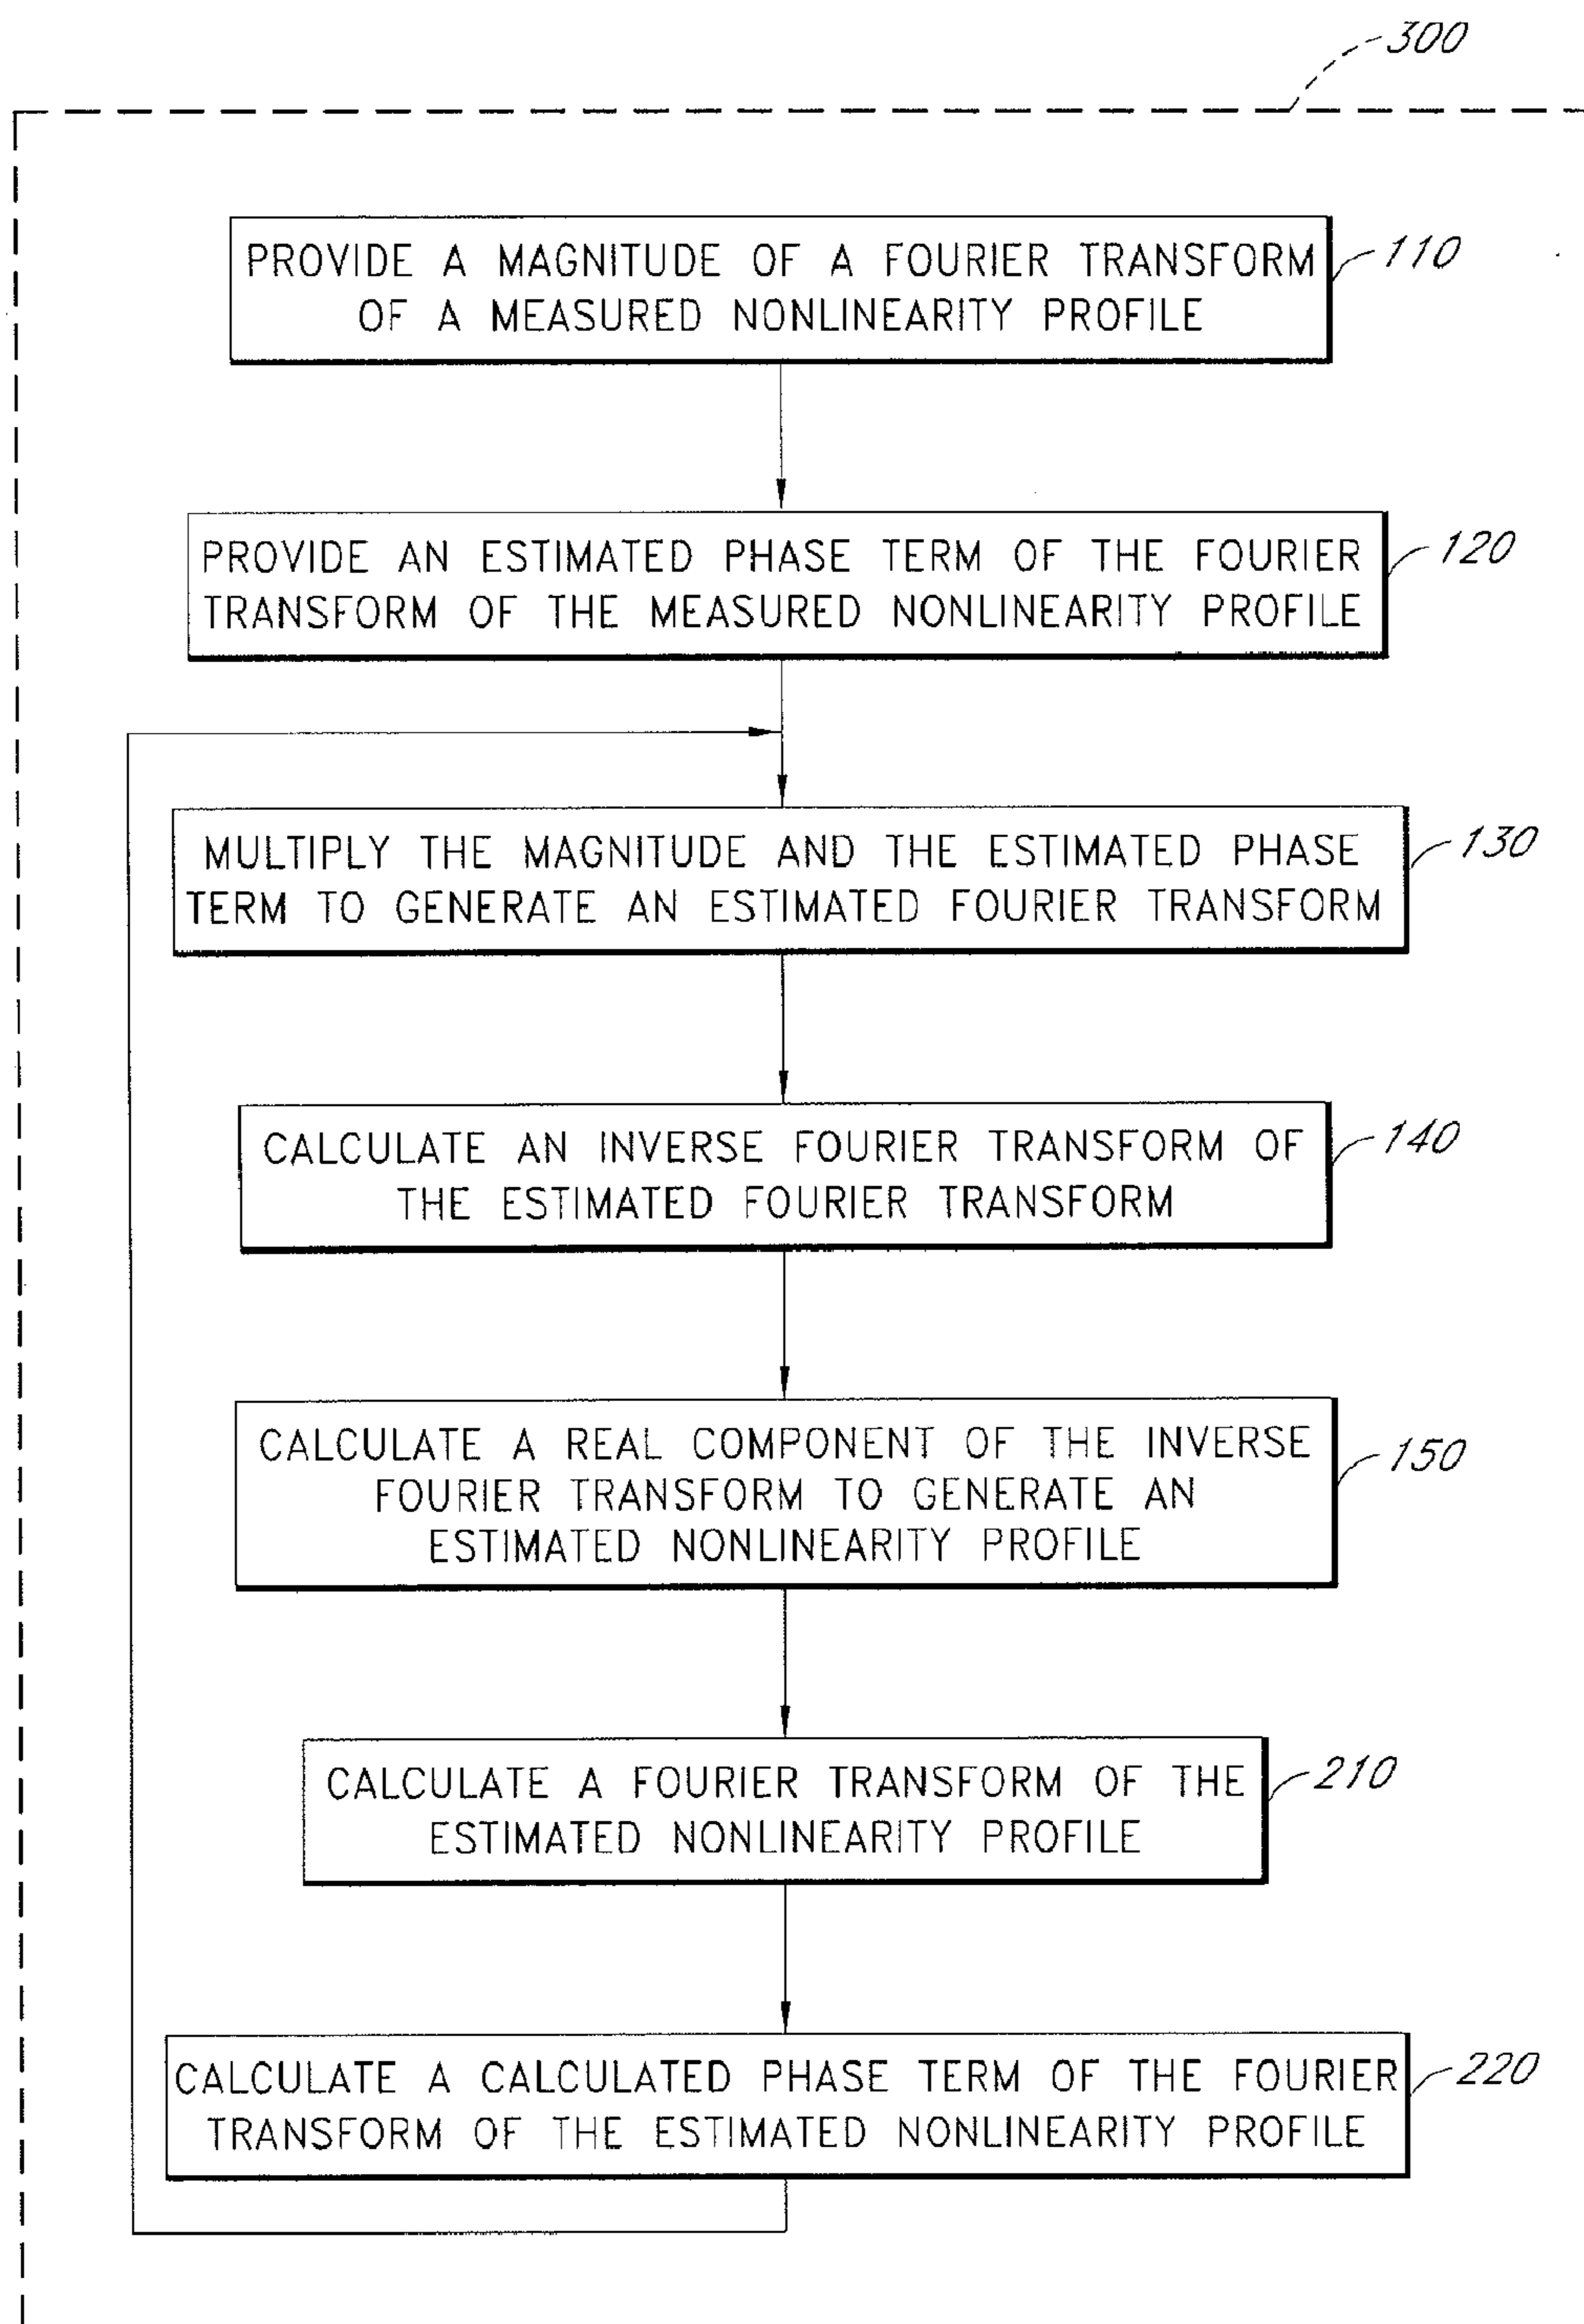 300
PROVIDE A MAGNITUDE OF A FOURIER TRANSFORM
OF A MEASURED NONLINEARITY PROFILE
110
PROVIDE AN ESTIMATED PHASE TERM OF THE FOURIER
TRANSFORM OF THE MEASURED NONLINEARITY PROFILE
120
MULTIPLY THE MAGNITUDE AND THE ESTIMATED PHASE
TERM TO GENERATE AN ESTIMATED FOURIER TRANSFORM
130
CALCULATE AN INVERSE FOURIER TRANSFORM OF
THE ESTIMATED FOURIER TRANSFORM
140
CALCULATE A REAL COMPONENT OF THE INVERSE
FOURIER TRANSFORM TO GENERATE AN
ESTIMATED NONLINEARITY PROFILE
150
CALCULATE A FOURIER TRANSFORM OF THE
ESTIMATED NONLINEARITY PROFILE
210
CALCULATE A CALCULATED PHASE TERM OF THE FOURIER
TRANSFORM OF THE ESTIMATED NONLINEARITY PROFILE
220